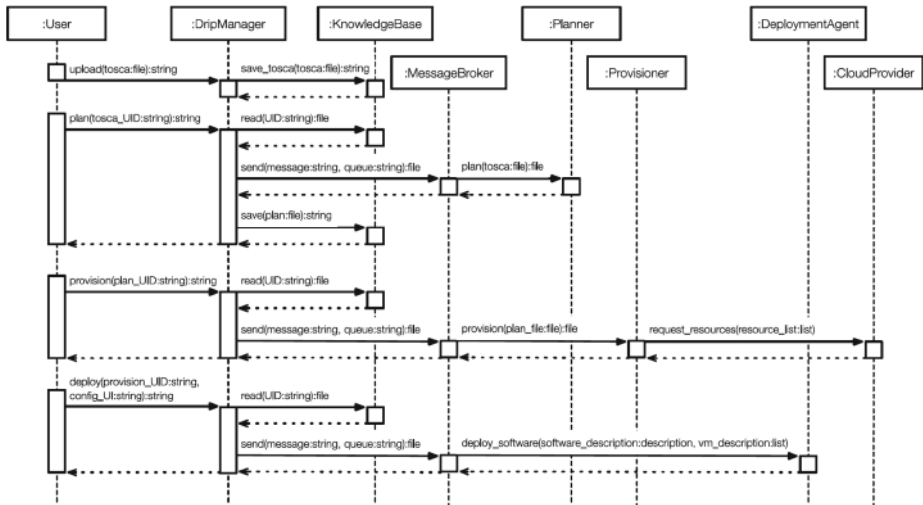 :User
:DripManager
:KnowledgeBase
:Planner
:DeploymentAgent
:MessageBroker
:Provisioner
:CloudProvider
upload(tosca:file):string
save_tosca(tosca:file):string
plan(tosca_UID:string):string
read(UID:string):file
send(message:string, queue:string):file
plan(tosca:file):file
save(plan:file):string
provision(plan_UID:string):string
read(UID:string):file
send(message:string, queue:string):file
provision(plan_file:file):file
request_resources(resource_list:list)
deploy(provision_UID:string,
config_UI:string):string
read(UID:string):file
send(message:string, queue:string):file
deploy_software(software_description:description, vm_description:list)